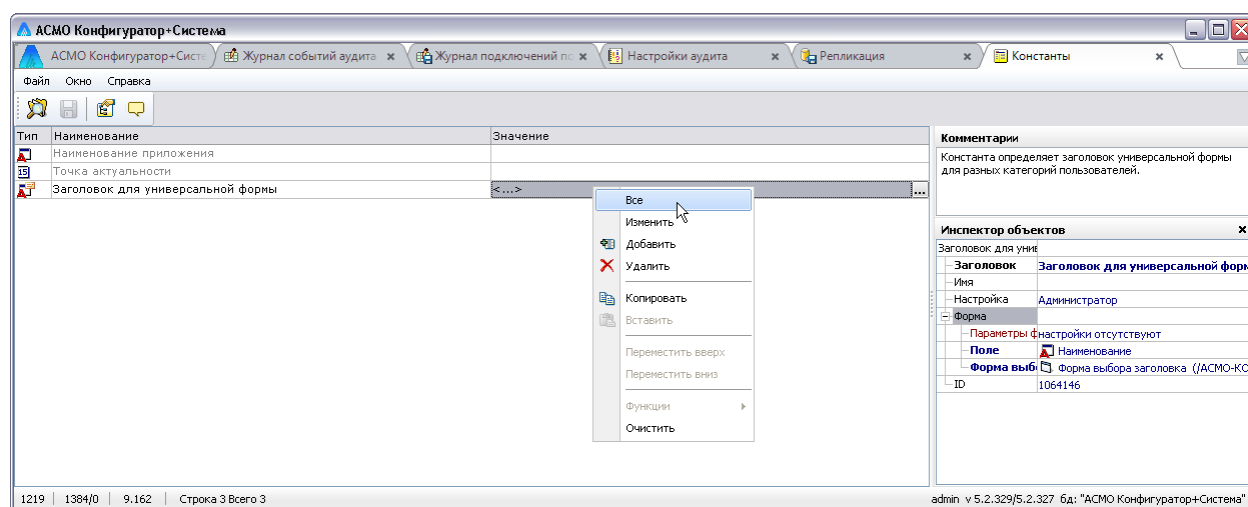 АСМО Конфигуратор+Система
АСМО Конфигуратор+Систе
Журнал событий аудита
Журнал подключений по
Настройки аудита
Репликация
Константы
Файл Окно Справка
Тип Наименование Значение
Наименование приложения
15 Точка актуальности
Заголовок для универсальной формы <...> ...
Все
Изменить
Добавить
Удалить
Копировать
Вставить
Переместить вверх
Переместить вниз
Функции
Очистить
Комментарии
Константа определяет заголовок универсальной формы
для разных категорий пользователей.
Инспектор объектов
Заголовок для унив
Заголовок Заголовок для универсальной форм
Имя
Настройка Администратор
Форма
Параметры ф настройки отсутствуют
Поле Наименование
Форма выбо Форма выбора заголовка (/АСМО-КО
ID 1064146
1219 1384/0 9.162 Строка 3 Всего 3 admin v 5.2.329/5.2.327 бд: "АСМО Конфигуратор+Система"